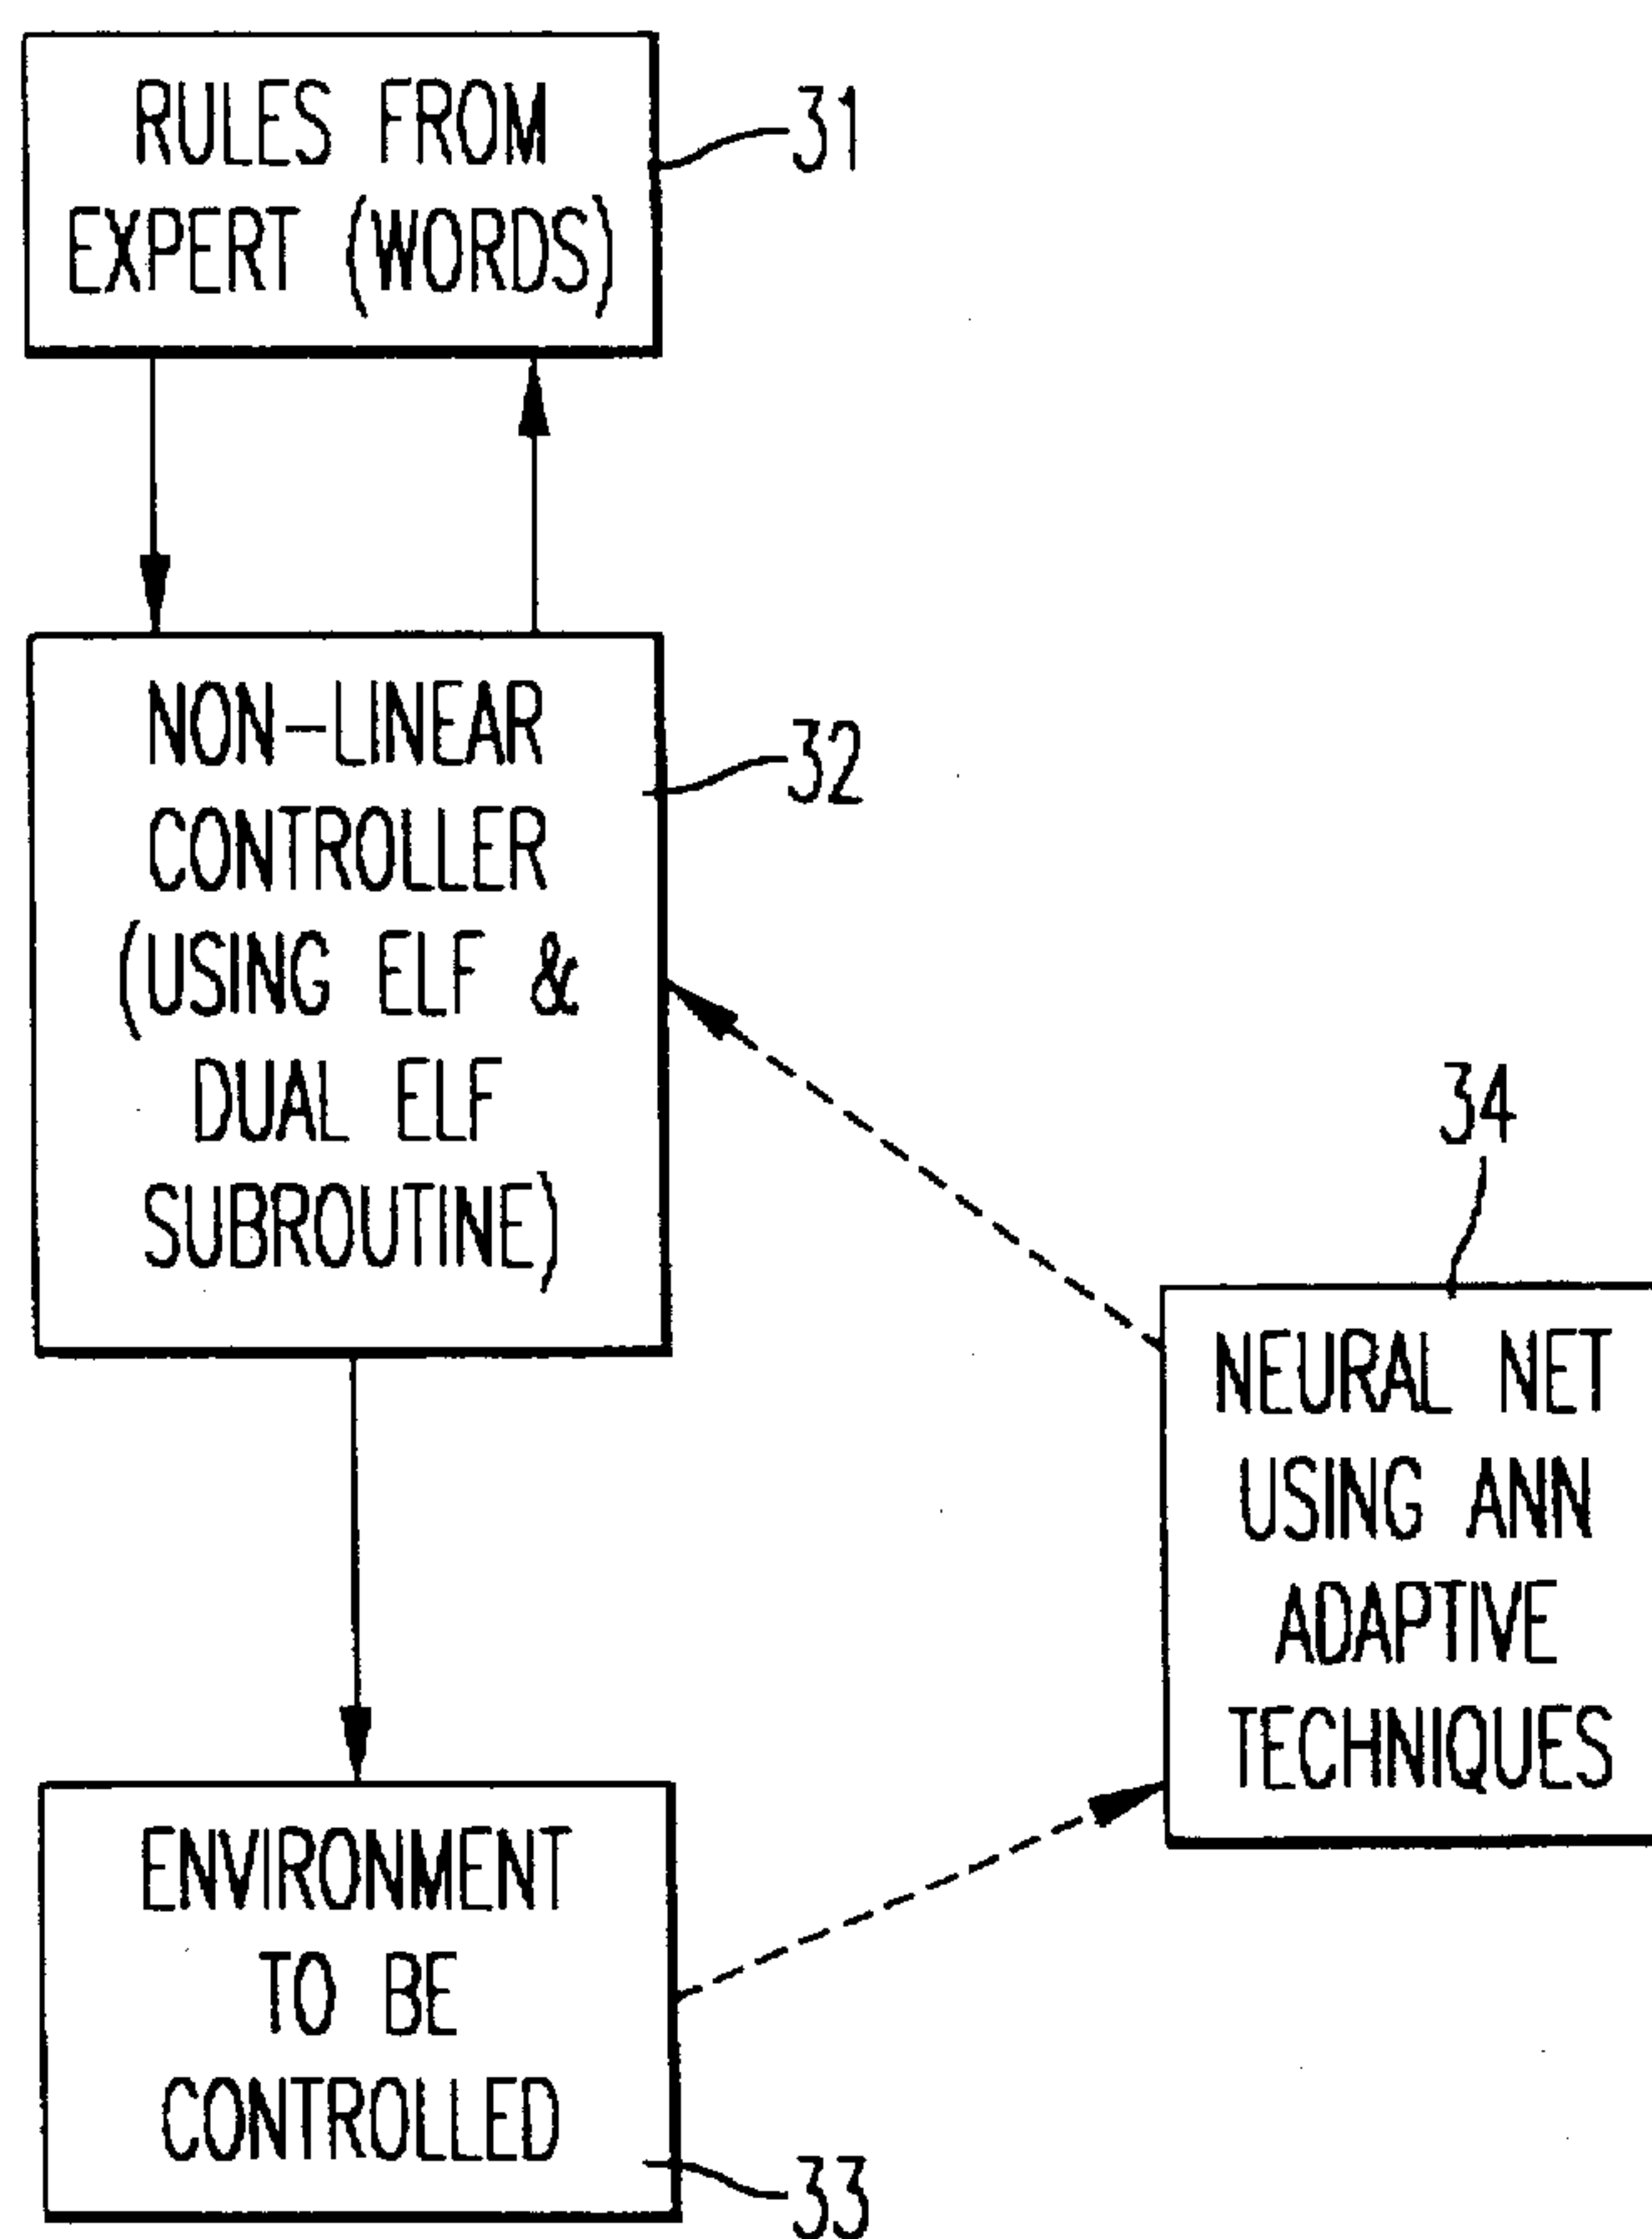 RULES FROM
EXPERT (WORDS)
31
NON-LINEAR
CONTROLLER
(USING ELF &
DUAL ELF
SUBROUTINE)
32
34
NEURAL NET
USING ANN
ADAPTIVE
TECHNIQUES
ENVIRONMENT
TO BE
CONTROLLED
33